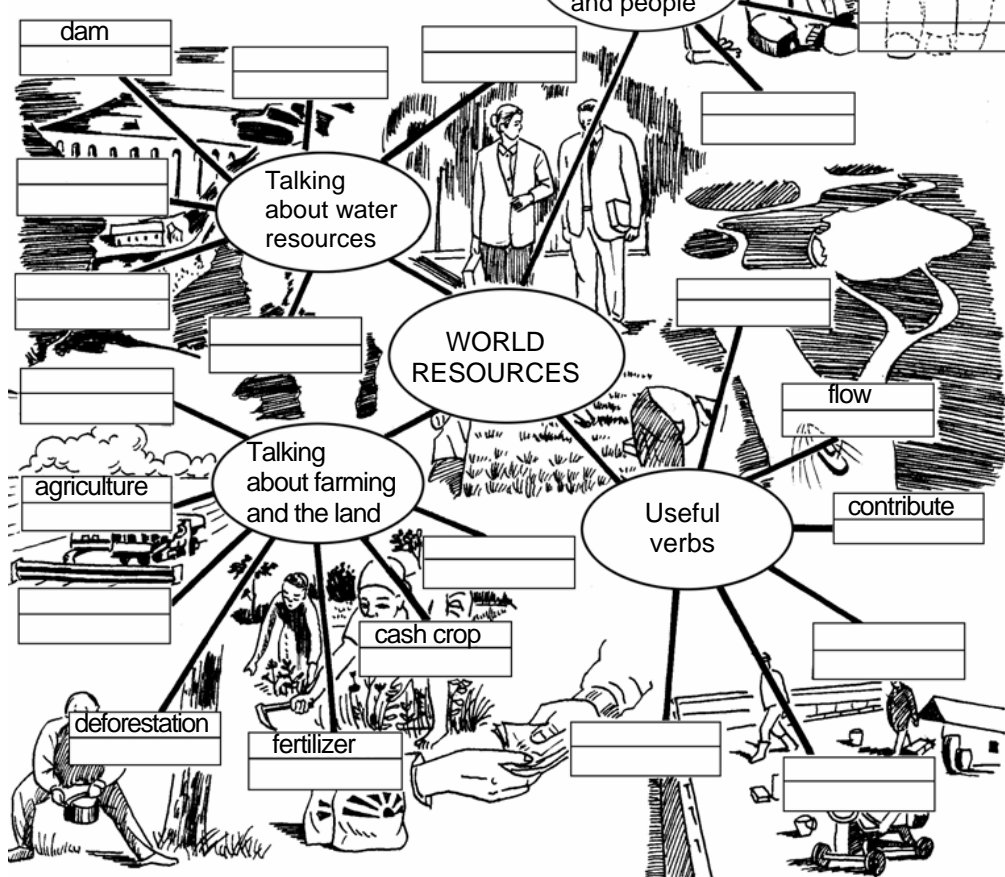 and people
dam
Talking
about water
resources
WORLD
RESOURCES
flow
Talking
about farming
and the land
agriculture
Useful
verbs
contribute
cash crop
deforestation
fertilizer